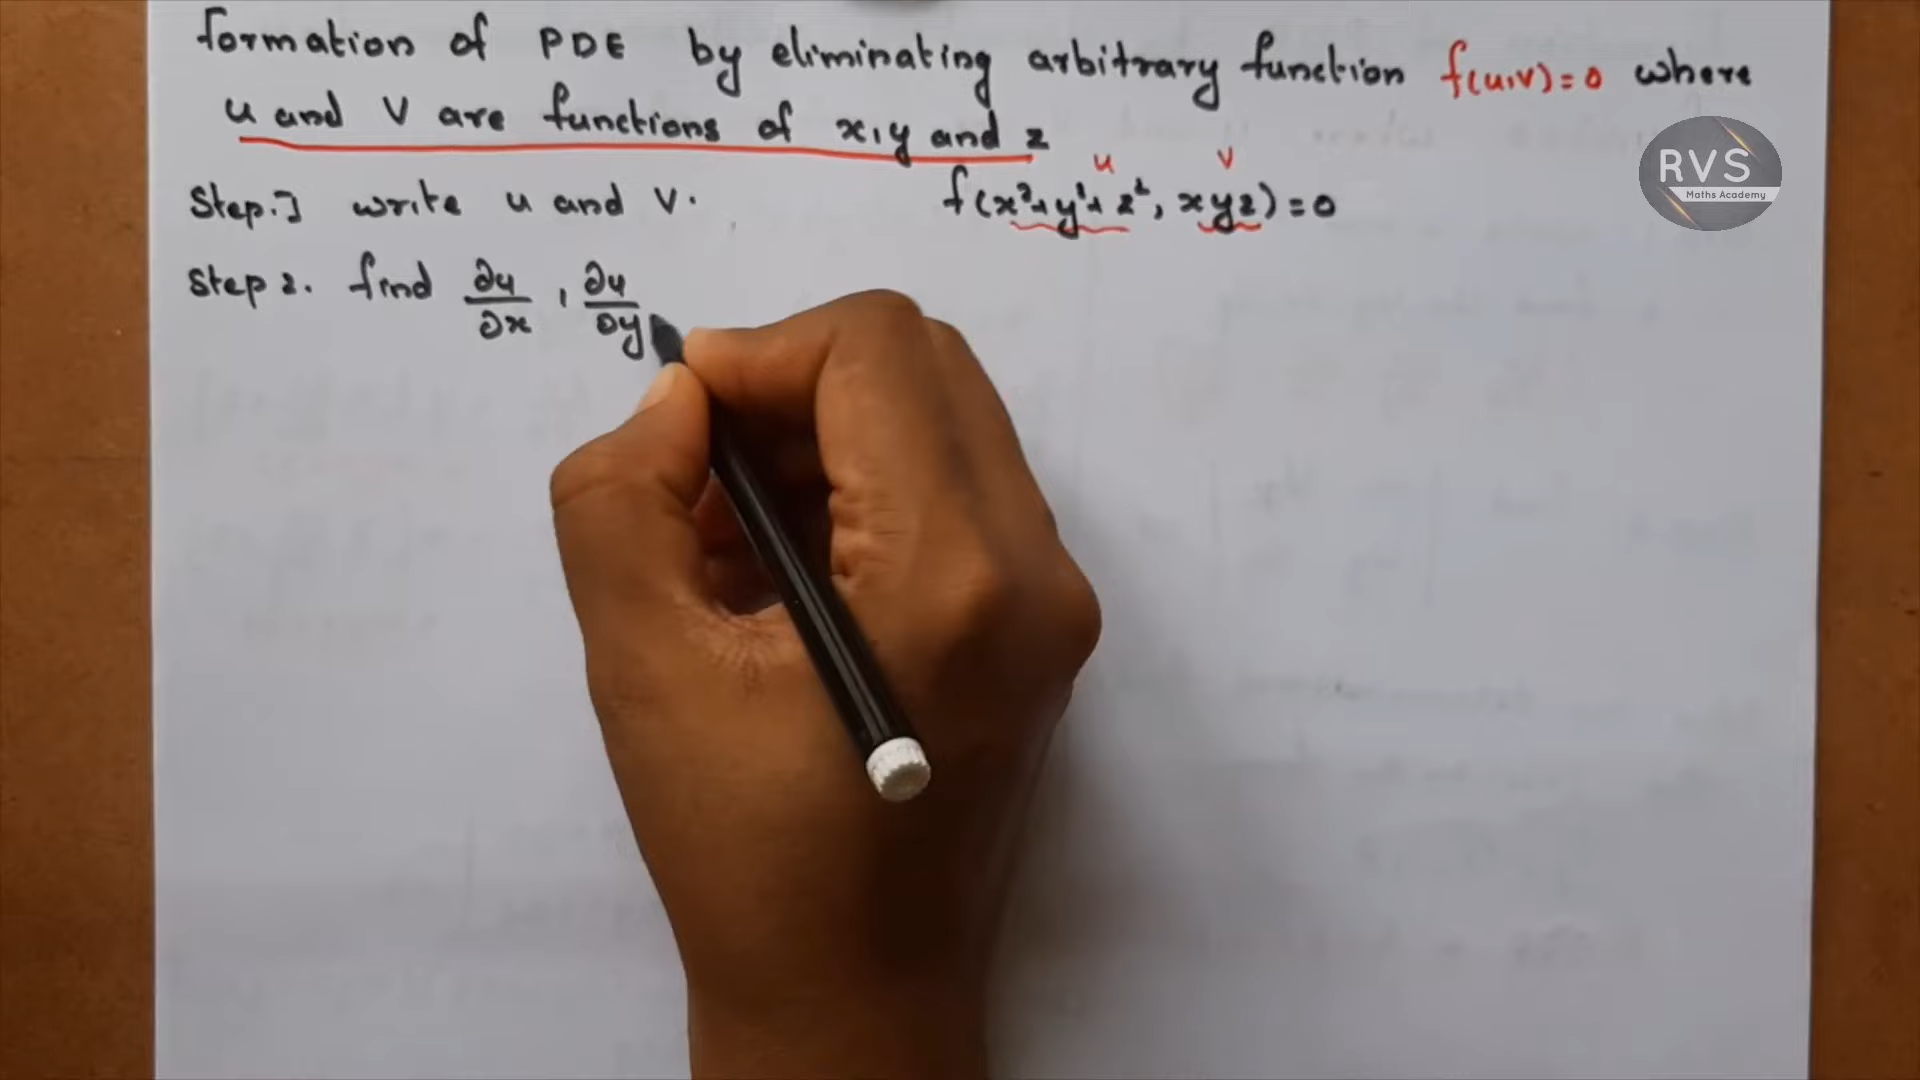 formation of PDE by eliminating arbitrary function f(u,v)=0 where
u and v are functions of x,y and z
Step.1 write u and v.
u v
f(x²+y²+z², xyz)=0
Step 2. find ∂u/∂x , ∂u/∂y
RVS
Maths Academy